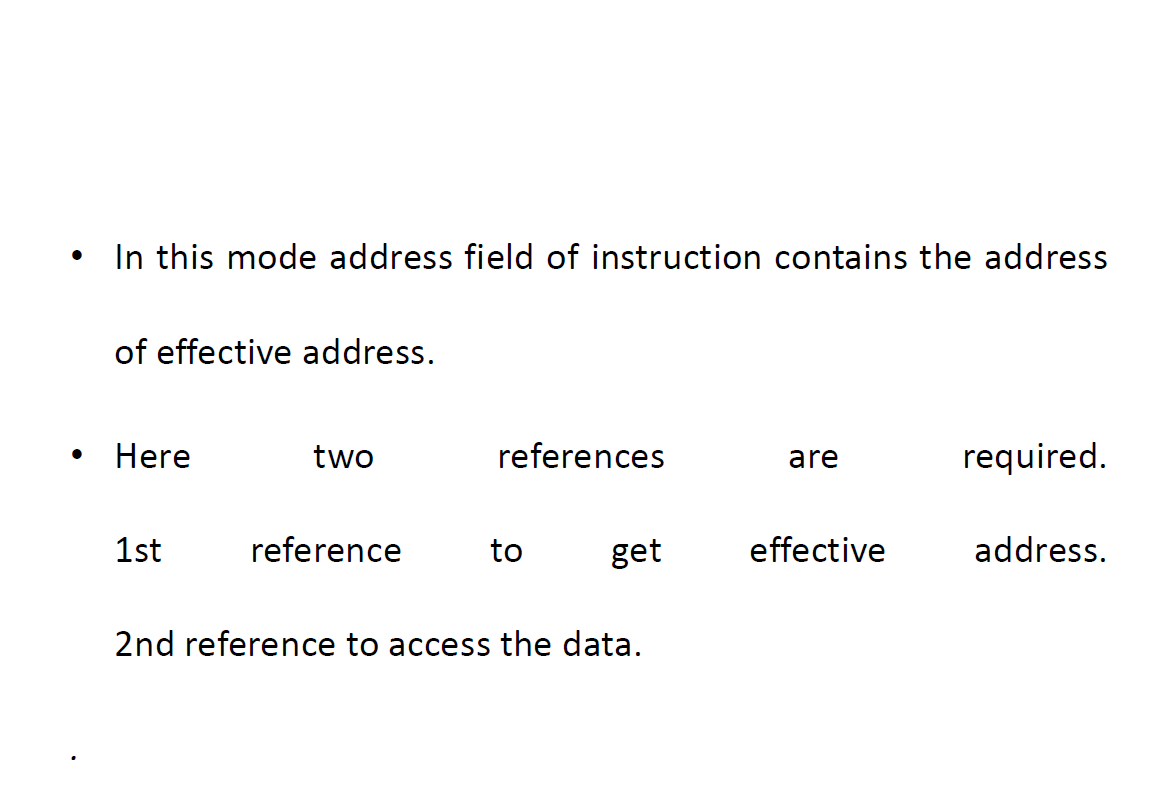 • In this mode address field of instruction contains the address
of effective address.
• Here two references are required.
1st reference to get effective address.
2nd reference to access the data.
.